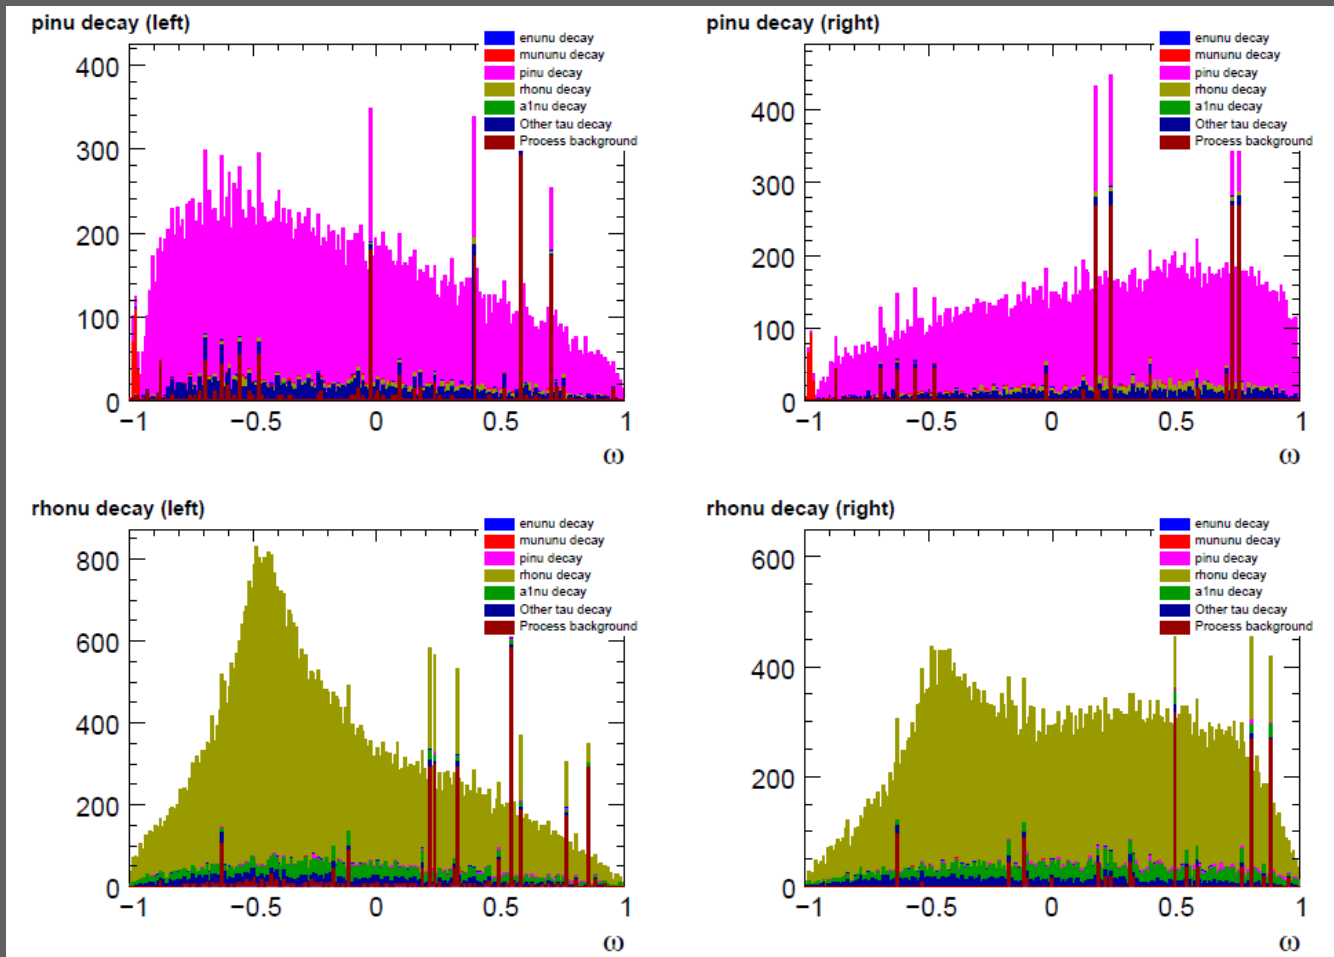 pinu decay (left)
enunu decay
mununu decay
pinu decay
rhonu decay
a1nu decay
Other tau decay
Process background
400
300
200
100
0
−1
−0.5
0
0.5
1
ω
pinu decay (right)
enunu decay
mununu decay
pinu decay
rhonu decay
a1nu decay
Other tau decay
Process background
400
300
200
100
0
−1
−0.5
0
0.5
1
ω
rhonu decay (left)
enunu decay
mununu decay
pinu decay
rhonu decay
a1nu decay
Other tau decay
Process background
800
600
400
200
0
−1
−0.5
0
0.5
1
ω
rhonu decay (right)
enunu decay
mununu decay
pinu decay
rhonu decay
a1nu decay
Other tau decay
Process background
600
400
200
0
−1
−0.5
0
0.5
1
ω